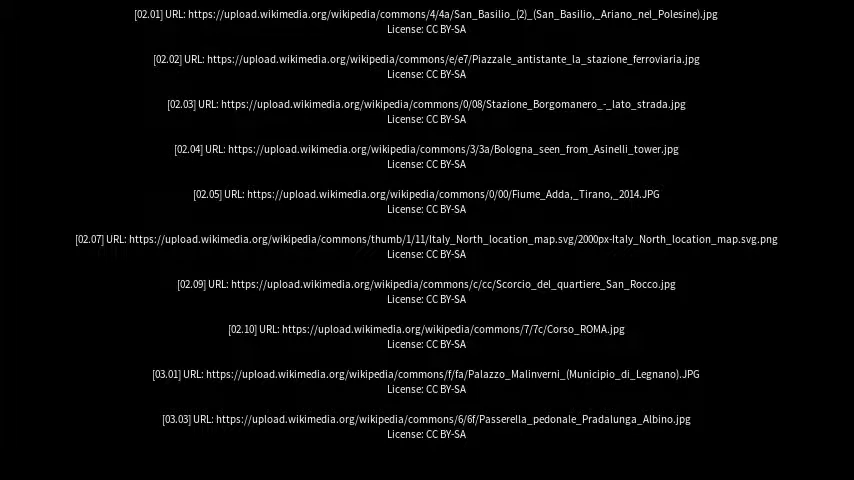 [02.01] URL: https://upload.wikimedia.org/wikipedia/commons/4/4a/San_Basilio_(2)_(San_Basilio,_Ariano_nel_Polesine).jpg
License: CC BY-SA
[02.02] URL: https://upload.wikimedia.org/wikipedia/commons/e/e7/Piazzale_antistante_la_stazione_ferroviaria.jpg
License: CC BY-SA
[02.03] URL: https://upload.wikimedia.org/wikipedia/commons/0/08/Stazione_Borgomanero_-_lato_strada.jpg
License: CC BY-SA
[02.04] URL: https://upload.wikimedia.org/wikipedia/commons/3/3a/Bologna_seen_from_Asinelli_tower.jpg
License: CC BY-SA
[02.05] URL: https://upload.wikimedia.org/wikipedia/commons/0/00/Fiume_Adda,_Tirano,_2014.JPG
License: CC BY-SA
[02.07] URL: https://upload.wikimedia.org/wikipedia/commons/thumb/1/11/Italy_North_location_map.svg/2000px-Italy_North_location_map.svg.png
License: CC BY-SA
[02.09] URL: https://upload.wikimedia.org/wikipedia/commons/c/cc/Scorcio_del_quartiere_San_Rocco.jpg
License: CC BY-SA
[02.10] URL: https://upload.wikimedia.org/wikipedia/commons/7/7c/Corso_ROMA.jpg
License: CC BY-SA
[03.01] URL: https://upload.wikimedia.org/wikipedia/commons/f/fa/Palazzo_Malinverni_(Municipio_di_Legnano).JPG
License: CC BY-SA
[03.03] URL: https://upload.wikimedia.org/wikipedia/commons/6/6f/Passerella_pedonale_Pradalunga_Albino.jpg
License: CC BY-SA